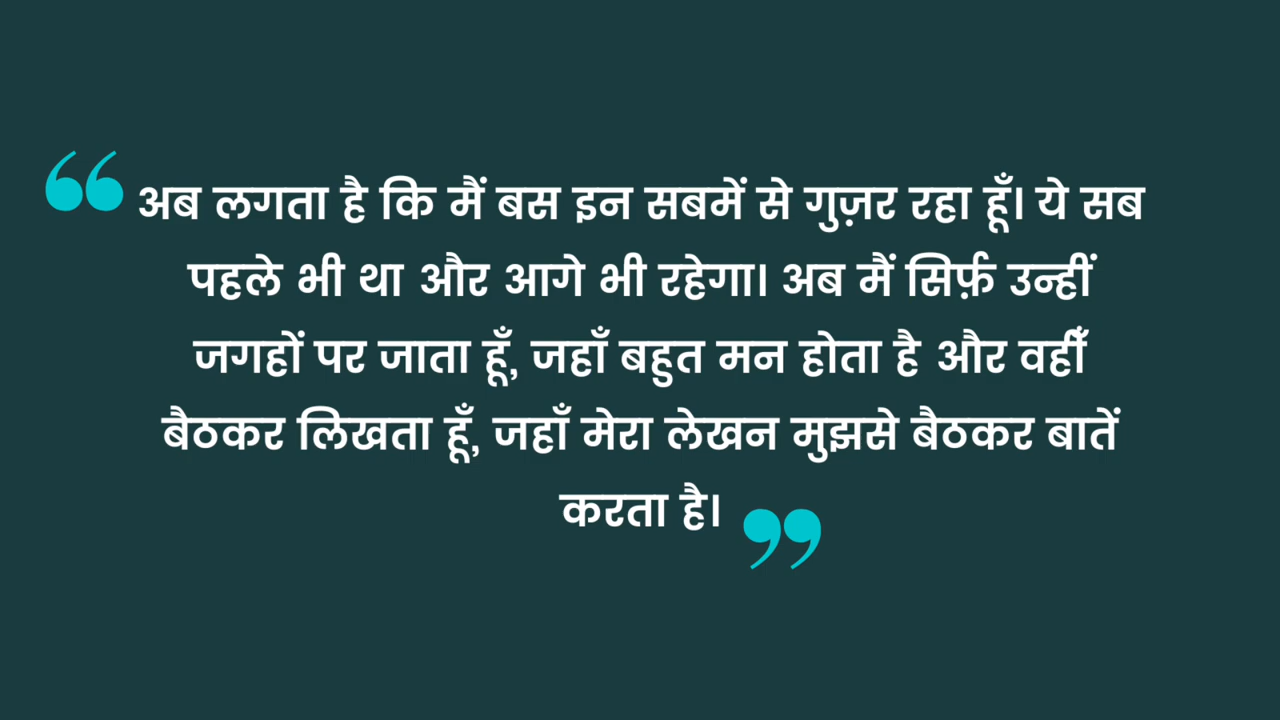 “अब लगता है कि मैं बस इन सबमें से गुज़र रहा हूँ। ये सब
पहले भी था और आगे भी रहेगा। अब मैं सिर्फ़ उन्हीं
जगहों पर जाता हूँ, जहाँ बहुत मन होता है और वहीँ
बैठकर लिखता हूँ, जहाँ मेरा लेखन मुझसे बैठकर बातें
करता है।”